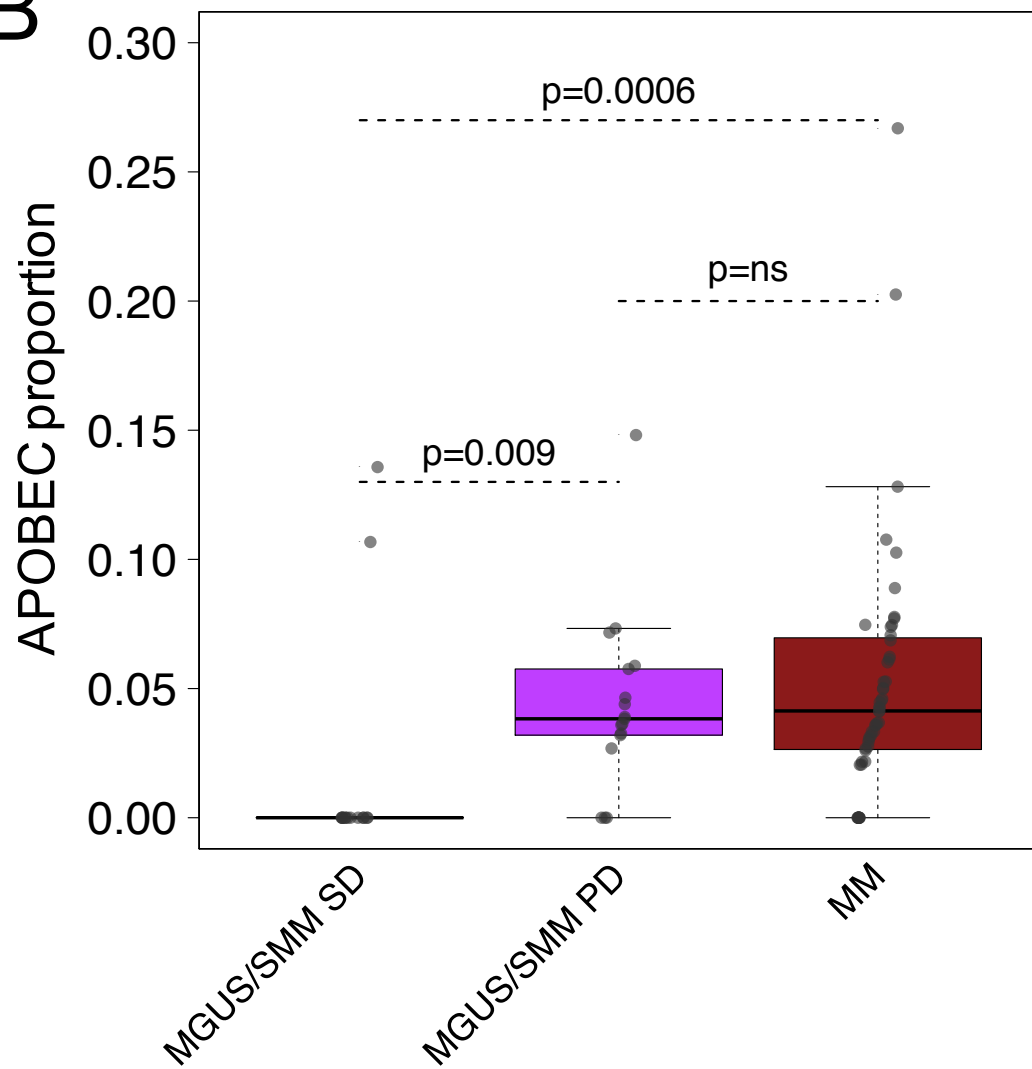 B
0.30
p=0.0006
0.25
p=ns
0.20
0.15
p=0.009
0.10
0.05
0.00
APOBEC proportion
MGUS/SMM SD
MGUS/SMM PD
MM